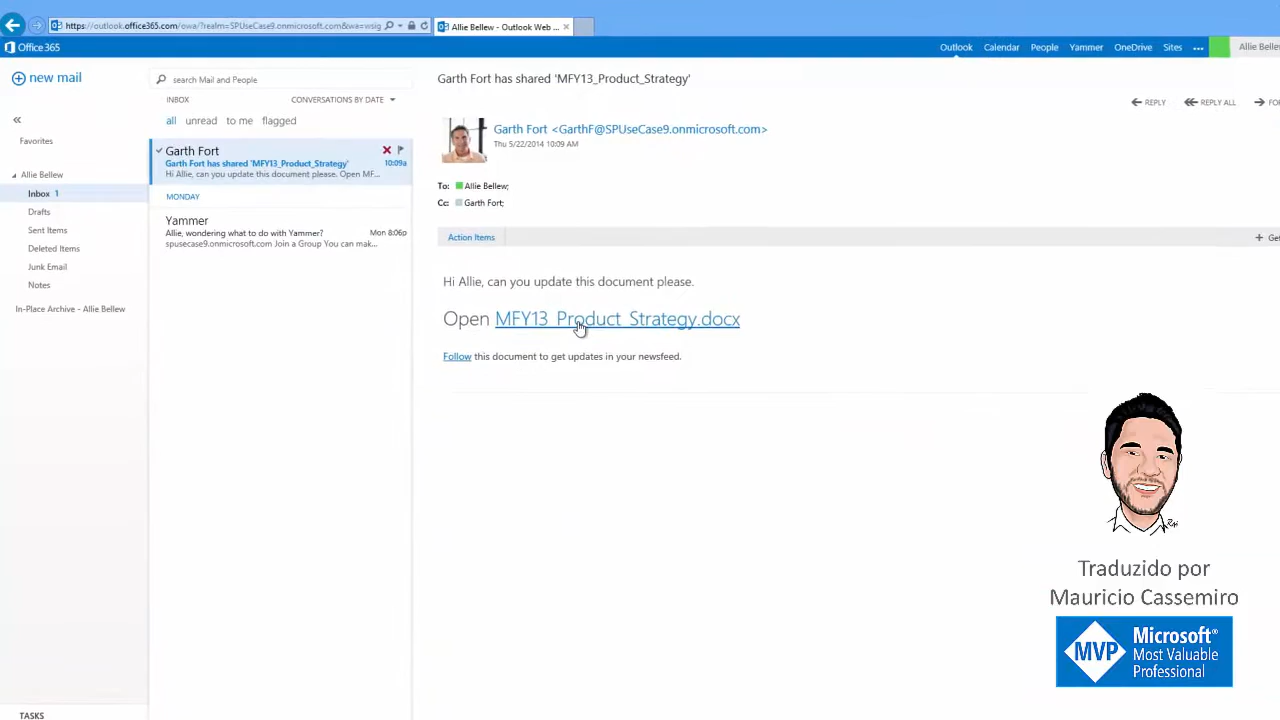 https://outlook.office365.com/owa/?realm=SPUseCase9.onmicrosoft.com&wa=wsig
Allie Bellew - Outlook Web ...
Office 365
Outlook Calendar People Yammer OneDrive Sites ... Allie Belle
new mail
search Mail and People
INBOX CONVERSATIONS BY DATE
all unread to me flagged
Favorites
Allie Bellew
Inbox 1
Drafts
Sent Items
Deleted Items
Junk Email
Notes
In-Place Archive - Allie Bellew
TASKS
Garth Fort
Garth Fort has shared 'MFY13_Product_Strategy' 10:09a
Hi Allie, can you update this document please. Open MF...
MONDAY
Yammer
Allie, wondering what to do with Yammer? Mon 8:06p
spusecase9.onmicrosoft.com Join a Group You can mak...
Garth Fort has shared 'MFY13_Product_Strategy'
REPLY REPLY ALL FO
Garth Fort <GarthF@SPUseCase9.onmicrosoft.com>
Thu 5/22/2014 10:09 AM
To: Allie Bellew;
Cc: Garth Fort;
Action Items + Get
Hi Allie, can you update this document please.
Open MFY13_Product_Strategy.docx
Follow this document to get updates in your newsfeed.
Traduzido por
Mauricio Cassemiro
MVP
Microsoft®
Most Valuable
Professional